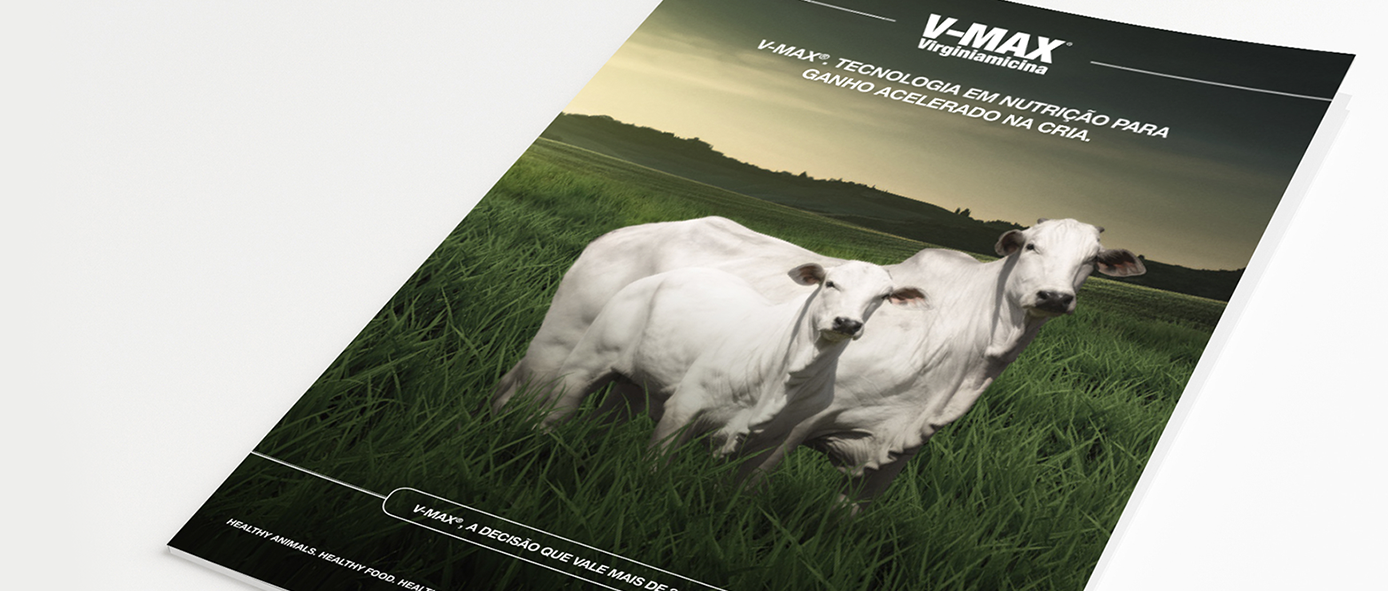 V-MAX®
Virginiamicina
V-MAX®. TECNOLOGIA EM NUTRIÇÃO PARA
GANHO ACELERADO NA CRIA.
V-MAX®, A DECISÃO QUE VALE MAIS DE
HEALTHY ANIMALS. HEALTHY FOOD.